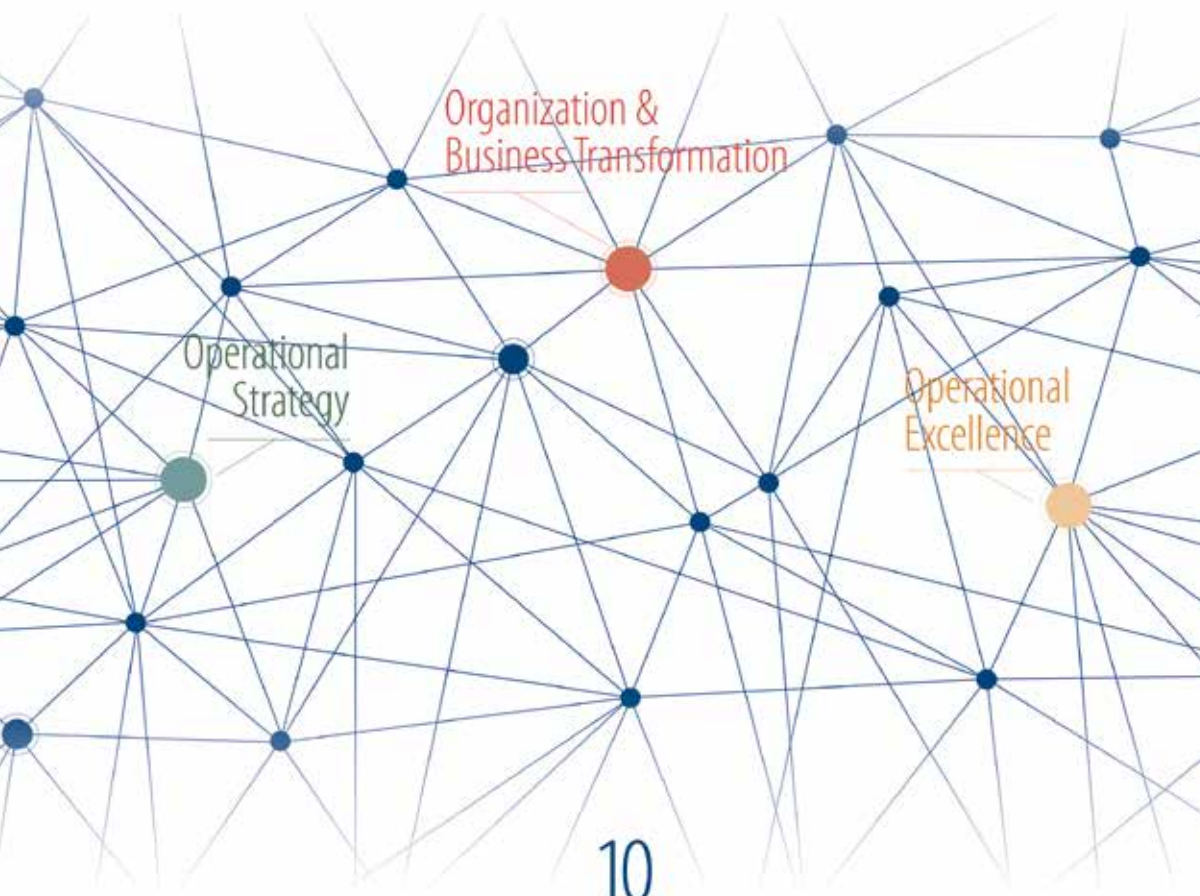 Organization &
Business Transformation
Operational
Strategy
Operational
Excellence
10